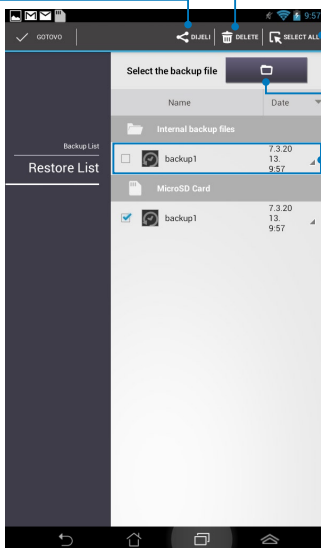 9:57
GOTOVO DIJELI DELETE SELECT ALL
Select the backup file
Name Date
Internal backup files
Backup List
Restore List
backup1 7.3.20
13.
9:57
MicroSD Card
backup1 7.3.20
13.
9:57